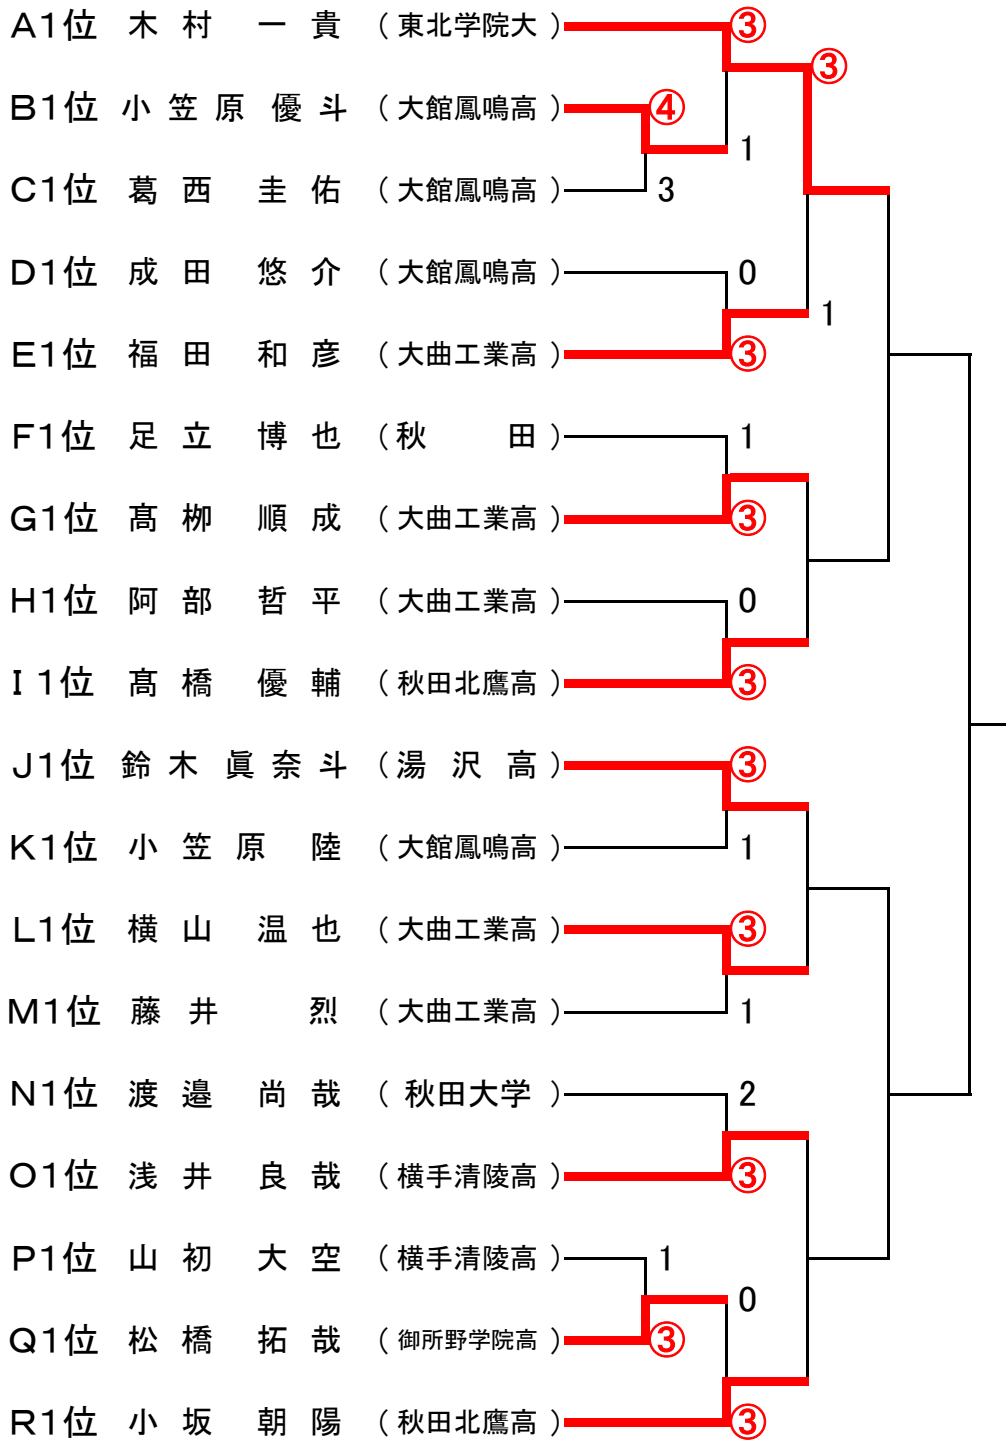 A1位 木村 一貴 (東北学院大) ③
③
B1位 小笠原 優斗 (大館鳳鳴高) ④
1
C1位 葛西 圭佑 (大館鳳鳴高) 3
D1位 成田 悠介 (大館鳳鳴高) 0
1
E1位 福田 和彦 (大曲工業高) ③
F1位 足立 博也 (秋田) 1
G1位 髙栁 順成 (大曲工業高) ③
H1位 阿部 哲平 (大曲工業高) 0
I1位 髙橋 優輔 (秋田北鷹高) ③
J1位 鈴木 眞奈斗 (湯沢高) ③
K1位 小笠原 陸 (大館鳳鳴高) 1
L1位 横山 温也 (大曲工業高) ③
M1位 藤井 烈 (大曲工業高) 1
N1位 渡邉 尚哉 (秋田大学) 2
O1位 浅井 良哉 (横手清陵高) ③
P1位 山初 大空 (横手清陵高) 1
0
Q1位 松橋 拓哉 (御所野学院高) ③
R1位 小坂 朝陽 (秋田北鷹高) ③